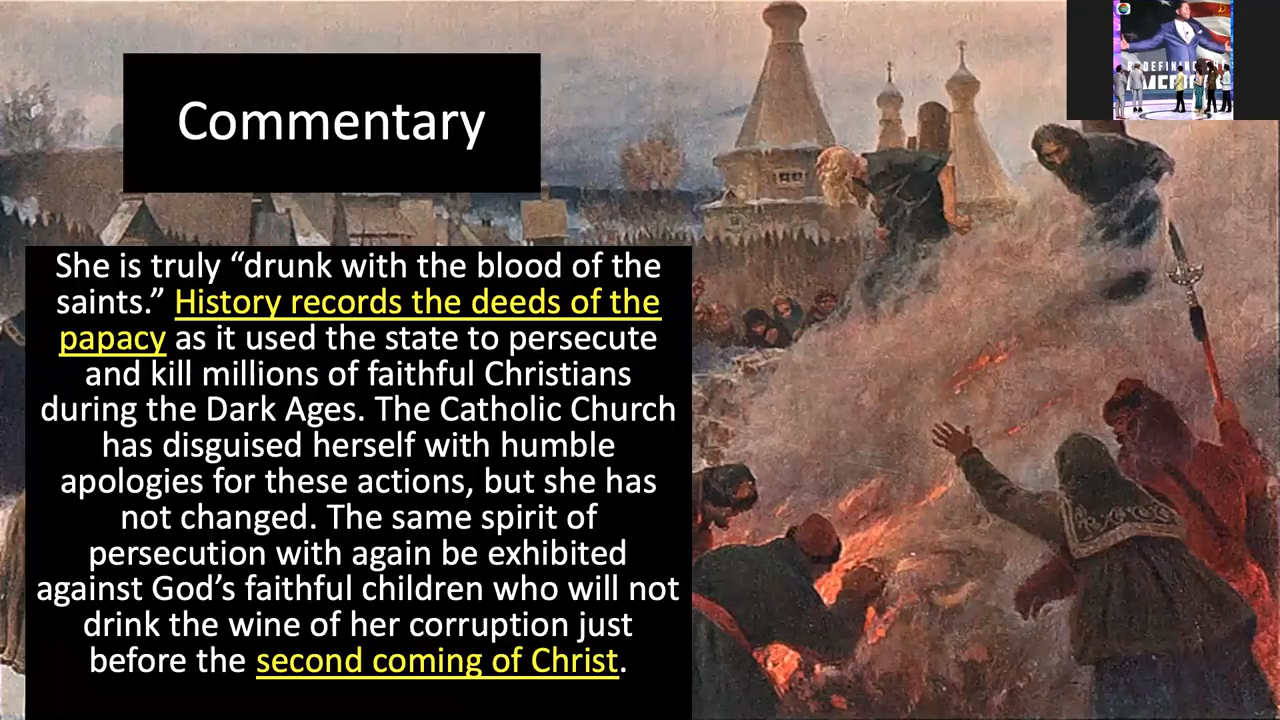 Commentary
She is truly “drunk with the blood of the
saints.” History records the deeds of the
papacy as it used the state to persecute
and kill millions of faithful Christians
during the Dark Ages. The Catholic Church
has disguised herself with humble
apologies for these actions, but she has
not changed. The same spirit of
persecution with again be exhibited
against God’s faithful children who will not
drink the wine of her corruption just
before the second coming of Christ.